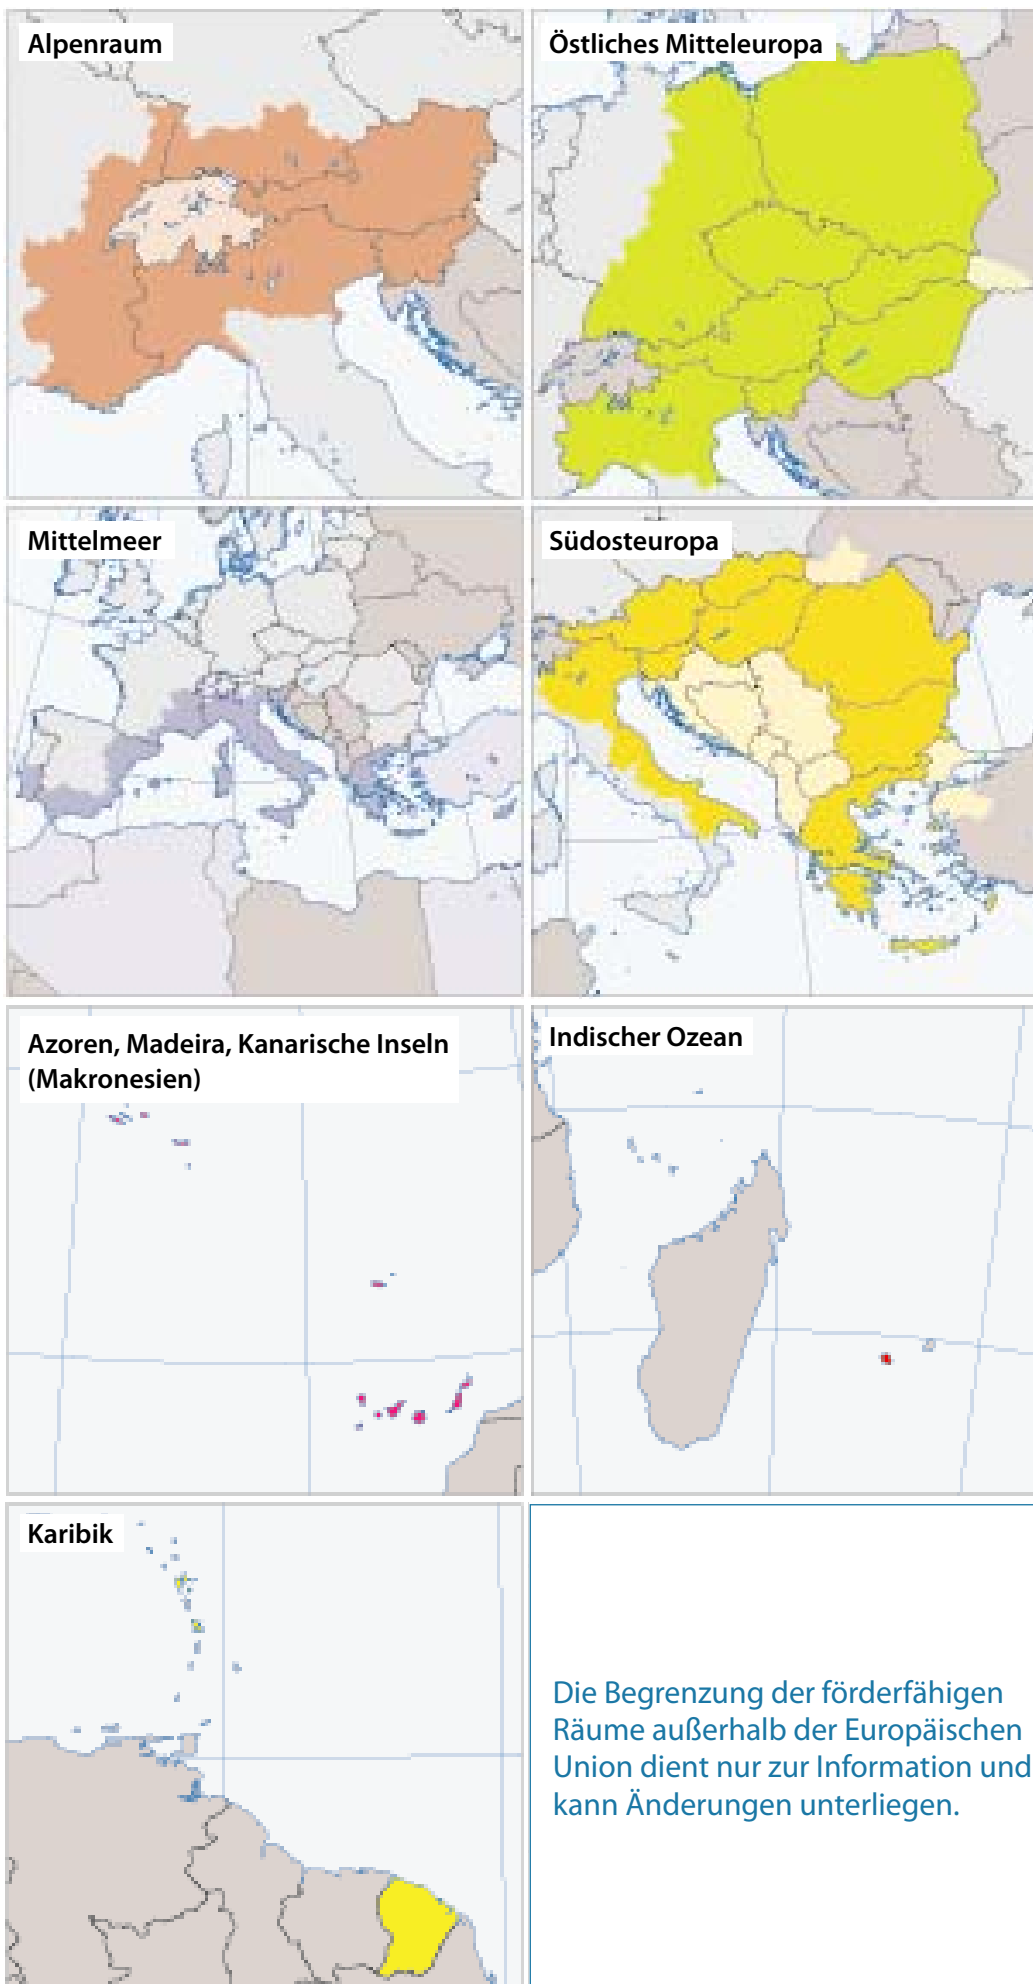 Alpenraum
Östliches Mitteleuropa
Mittelmeer
Südosteuropa
Azoren, Madeira, Kanarische Inseln
(Makronesien)
Indischer Ozean
Karibik
Die Begrenzung der förderfähigen
Räume außerhalb der Europäischen
Union dient nur zur Information und
kann Änderungen unterliegen.